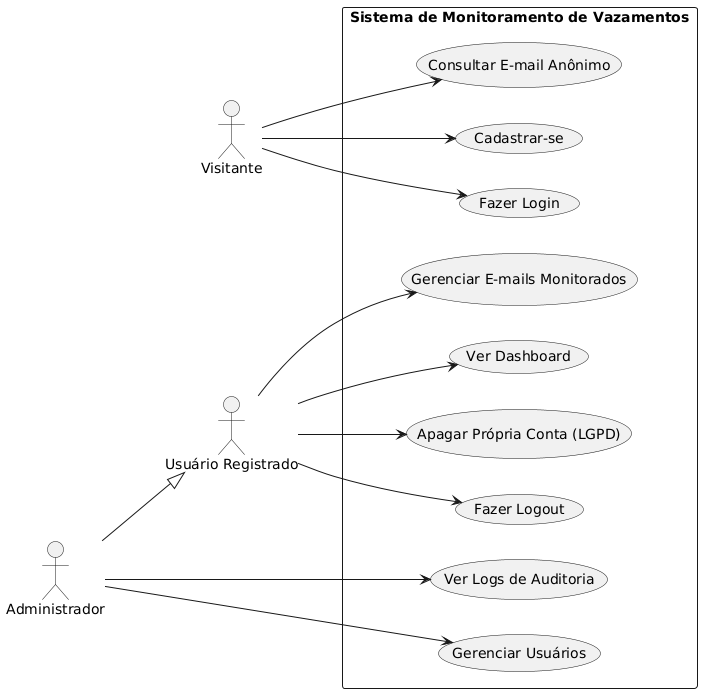 Sistema de Monitoramento de Vazamentos
Consultar E-mail Anônimo
Cadastrar-se
Visitante
Fazer Login
Gerenciar E-mails Monitorados
Ver Dashboard
Apagar Própria Conta (LGPD)
Usuário Registrado
Fazer Logout
Ver Logs de Auditoria
Administrador
Gerenciar Usuários